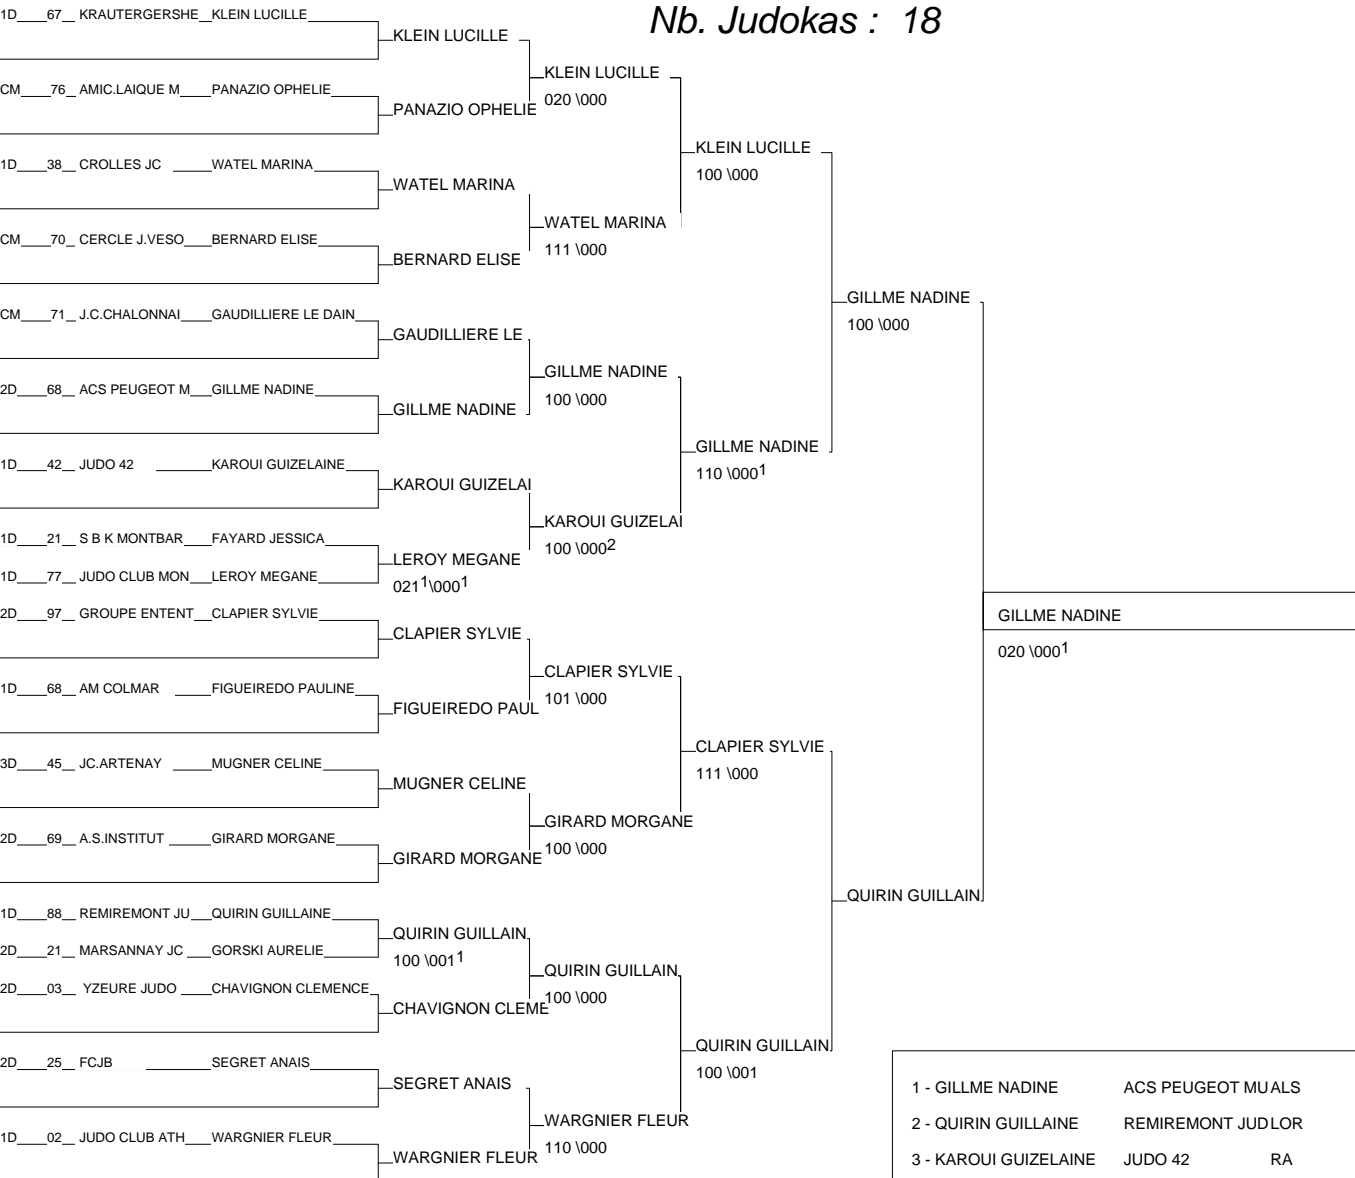 Nb. Judokas : 18
1D 67 KRAUTERGERSHE KLEIN LUCILLE
KLEIN LUCILLE
KLEIN LUCILLE
020 \000
CM 76 AMIC.LAIQUE M PANAZIO OPHELIE
PANAZIO OPHELIE
KLEIN LUCILLE
100 \000
1D 38 CROLLES JC WATEL MARINA
WATEL MARINA
WATEL MARINA
111 \000
CM 70 CERCLE J.VESO BERNARD ELISE
BERNARD ELISE
GILLME NADINE
100 \000
CM 71 J.C.CHALONNAI GAUDILLIERE LE DAIN
GAUDILLIERE LE
GILLME NADINE
100 \000
2D 68 ACS PEUGEOT M GILLME NADINE
GILLME NADINE
GILLME NADINE
110 \0001
1D 42 JUDO 42 KAROUI GUIZELAINE
KAROUI GUIZELAI
KAROUI GUIZELAI
100 \0002
1D 21 S B K MONTBAR FAYARD JESSICA
LEROY MEGANE
0211\0001
1D 77 JUDO CLUB MON LEROY MEGANE
GILLME NADINE
020 \0001
2D 97 GROUPE ENTENT CLAPIER SYLVIE
CLAPIER SYLVIE
CLAPIER SYLVIE
101 \000
1D 68 AM COLMAR FIGUEIREDO PAULINE
FIGUEIREDO PAUL
CLAPIER SYLVIE
111 \000
3D 45 JC.ARTENAY MUGNER CELINE
MUGNER CELINE
GIRARD MORGANE
100 \000
2D 69 A.S.INSTITUT GIRARD MORGANE
GIRARD MORGANE
QUIRIN GUILLAIN
1D 88 REMIREMONT JU QUIRIN GUILLAINE
QUIRIN GUILLAIN
100 \0011
2D 21 MARSANNAY JC GORSKI AURELIE
QUIRIN GUILLAIN
100 \000
2D 03 YZEURE JUDO CHAVIGNON CLEMENCE
CHAVIGNON CLEME
QUIRIN GUILLAIN
100 \001
2D 25 FCJB SEGRET ANAIS
SEGRET ANAIS
WARGNIER FLEUR
110 \000
1D 02 JUDO CLUB ATH WARGNIER FLEUR
WARGNIER FLEUR
1 - GILLME NADINE ACS PEUGEOT MU ALS
2 - QUIRIN GUILLAINE REMIREMONT JUD LOR
3 - KAROUI GUIZELAINE JUDO 42 RA